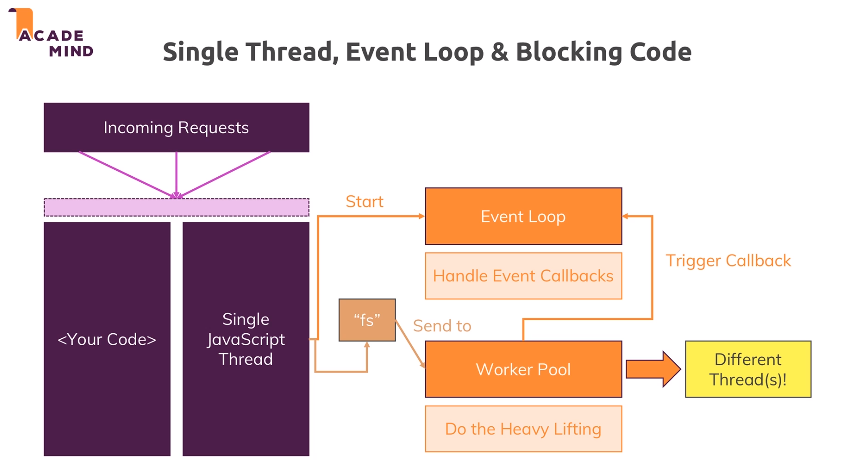 ACADE
MIND
Single Thread, Event Loop & Blocking Code
Incoming Requests
Start
Event Loop
Trigger Callback
Handle Event Callbacks
<Your Code>
Single
JavaScript
Thread
“fs”
Send to
Worker Pool
Different
Thread(s)!
Do the Heavy Lifting